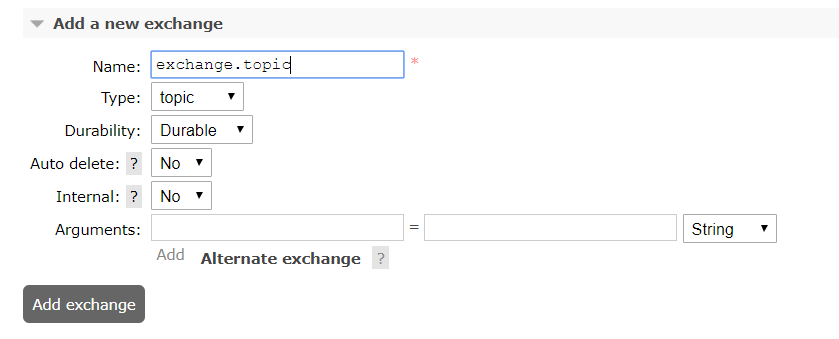 Add a new exchange
Name: exchange.topic *
Type: topic
Durability: Durable
Auto delete: ? No
Internal: ? No
Arguments: = String
Add Alternate exchange ?
Add exchange